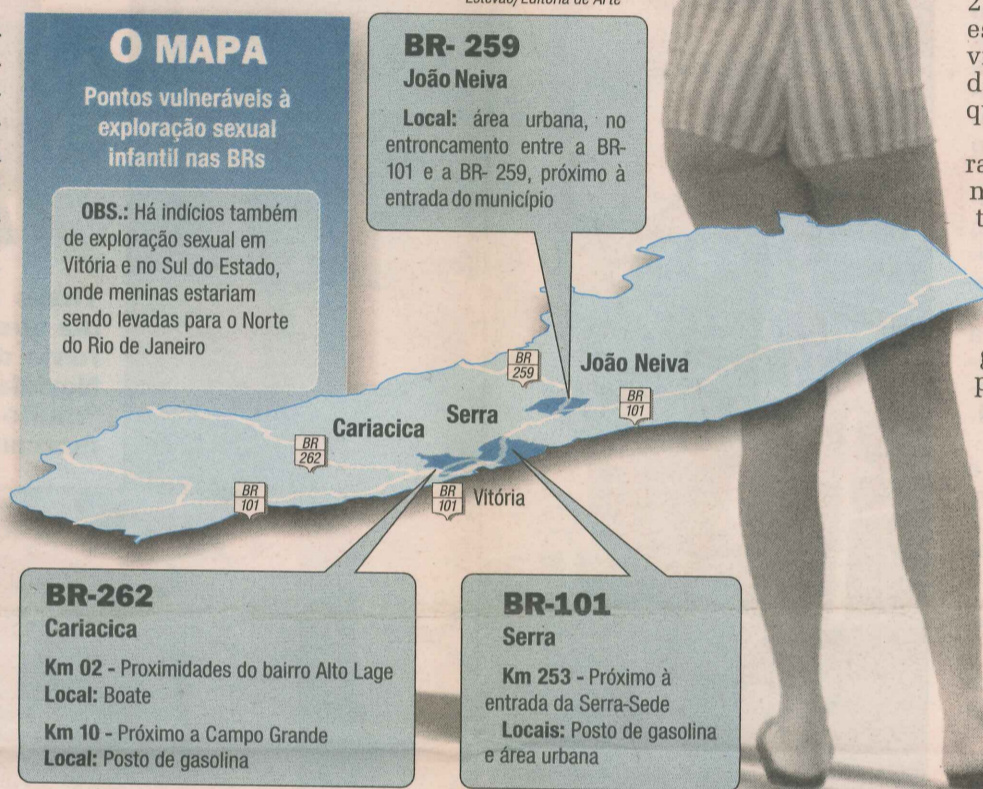 Estevão/Editoria de Arte
O MAPA
Pontos vulneráveis à
exploração sexual
infantil nas BRs
OBS.: Há indícios também
de exploração sexual em
Vitória e no Sul do Estado,
onde meninas estariam
sendo levadas para o Norte
do Rio de Janeiro
BR- 259
João Neiva
Local: área urbana, no
entroncamento entre a BR-
101 e a BR- 259, próximo à
entrada do município
BR
259
João Neiva
BR
101
Serra
Cariacica
BR
262
BR
101
BR
101
Vitória
BR-262
Cariacica
Km 02 - Proximidades do bairro Alto Lage
Local: Boate
Km 10 - Próximo a Campo Grande
Local: Posto de gasolina
BR-101
Serra
Km 253 - Próximo à
entrada da Serra-Sede
Locais: Posto de gasolina
e área urbana